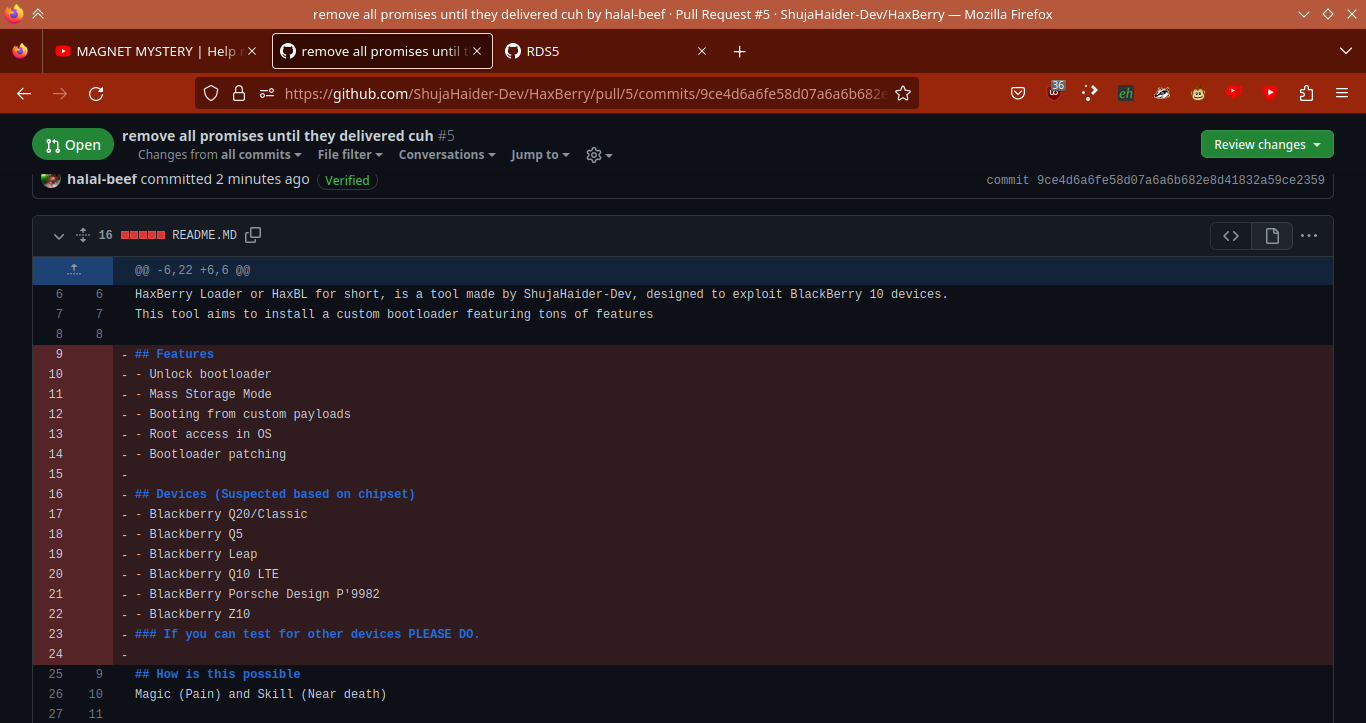 remove all promises until they delivered cuh by halal-beef · Pull Request #5 · ShujaHaider-Dev/HaxBerry — Mozilla Firefox
MAGNET MYSTERY | Help
remove all promises until
RDS5
https://github.com/ShujaHaider-Dev/HaxBerry/pull/5/commits/9ce4d6a6fe58d07a6a6b682e
36
eh
Open
remove all promises until they delivered cuh #5
Changes from all commits
File filter
Conversations
Jump to
Review changes
halal-beef committed 2 minutes ago
Verified
commit 9ce4d6a6fe58d07a6a6b682e8d41832a59ce2359
16
README.MD
@@ -6,22 +6,6 @@
6 6 HaxBerry Loader or HaxBL for short, is a tool made by ShujaHaider-Dev, designed to exploit BlackBerry 10 devices.
7 7 This tool aims to install a custom bootloader featuring tons of features
8 8
9 - ## Features
10 - - Unlock bootloader
11 - - Mass Storage Mode
12 - - Booting from custom payloads
13 - - Root access in OS
14 - - Bootloader patching
15 -
16 - ## Devices (Suspected based on chipset)
17 - - Blackberry Q20/Classic
18 - - Blackberry Q5
19 - - Blackberry Leap
20 - - Blackberry Q10 LTE
21 - - BlackBerry Porsche Design P'9982
22 - - Blackberry Z10
23 - ### If you can test for other devices PLEASE DO.
24 -
25 9 ## How is this possible
26 10 Magic (Pain) and Skill (Near death)
27 11